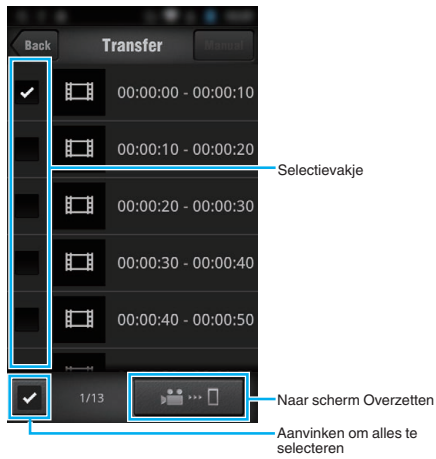 Back Transfer Manual
00:00:00 - 00:00:10
00:00:10 - 00:00:20
Selectievakje
00:00:20 - 00:00:30
00:00:30 - 00:00:40
00:00:40 - 00:00:50
1/13
Naar scherm Overzetten
Aanvinken om alles te
selecteren